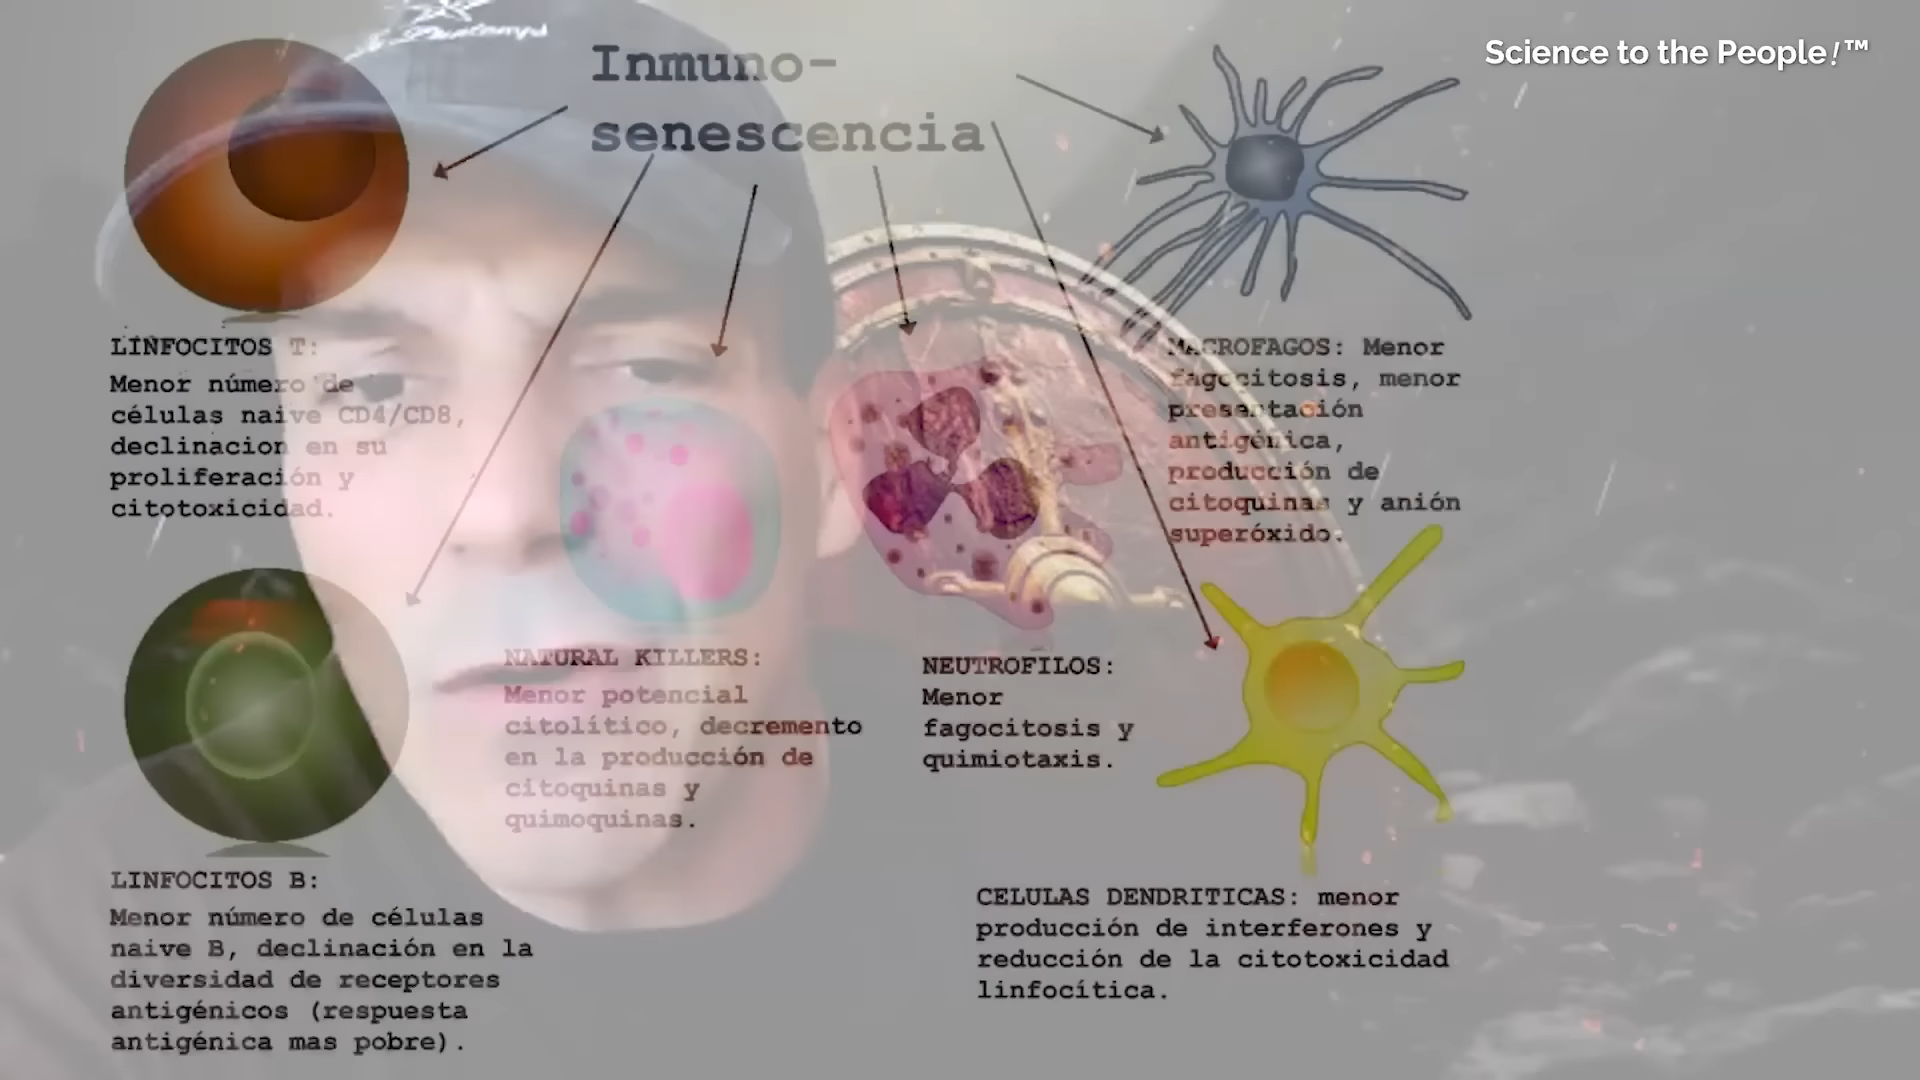 Science to the People!™
Inmuno-
senescencia
LINFOCITOS T:
Menor número de
células naive CD4/CD8,
declinacion en su
proliferación y
citotoxicidad.
MACROFAGOS: Menor
fagocitosis, menor
presentación
antigénica,
producción de
citoquinas y anión
superóxido.
NATURAL KILLERS:
Menor potencial
citolítico, decremento
en la producción de
citoquinas y
quimoquinas.
NEUTROFILOS:
Menor
fagocitosis y
quimiotaxis.
LINFOCITOS B:
Menor número de células
naive B, declinación en la
diversidad de receptores
antigénicos (respuesta
antigénica mas pobre).
CELULAS DENDRITICAS: menor
producción de interferones y
reducción de la citotoxicidad
linfocítica.